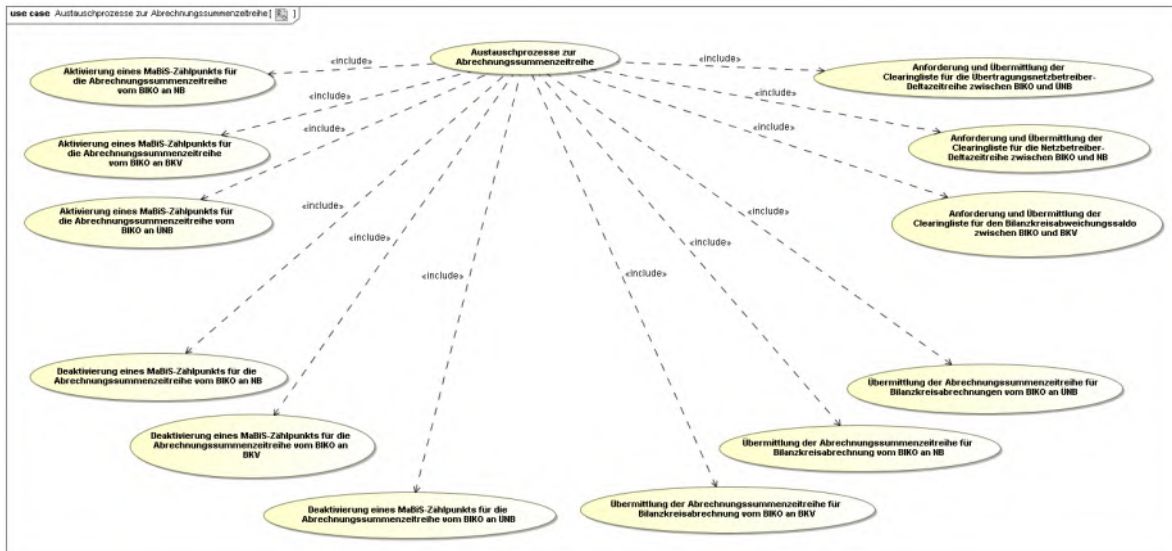 use case Austauschprozesse zur Abrechnungssummenzeitreihe[ ]
Austauschprozesse zur
Abrechnungssummenzeitreihe
«include»
«include»
«include»
«include»
«include»
«include»
«include»
«include»
«include»
«include»
«include»
«include»
Aktivierung eines MaBiS-Zählpunkts für
die Abrechnungssummenzeitreihe
vom BIKO an NB
Aktivierung eines MaBiS-Zählpunkts für
die Abrechnungssummenzeitreihe
vom BIKO an BKV
Aktivierung eines MaBiS-Zählpunkts für
die Abrechnungssummenzeitreihe vom
BIKO an ÜNB
Anforderung und Übermittlung der
Clearingliste für die Übertragungsnetzbetreiber-
Deltazeitreihe zwischen BIKO und ÜNB
Anforderung und Übermittlung der
Clearingliste für die Netzbetreiber-
Deltazeitreihe zwischen BIKO und NB
Anforderung und Übermittlung der
Clearingliste für den Bilanzkreisabweichungssaldo
zwischen BIKO und BKV
Deaktivierung eines MaBiS-Zählpunkts für die
Abrechnungssummenzeitreihe vom BIKO an NB
Deaktivierung eines MaBiS-Zählpunkts für die
Abrechnungssummenzeitreihe vom BIKO an
BKV
Deaktivierung eines MaBiS-Zählpunkts für die
Abrechnungssummenzeitreihe vom BIKO an ÜNB
Übermittlung der Abrechnungssummenzeitreihe für
Bilanzkreisabrechnungen vom BIKO an ÜNB
Übermittlung der Abrechnungssummenzeitreihe für
Bilanzkreisabrechnung vom BIKO an NB
Übermittlung der Abrechnungssummenzeitreihe für
Bilanzkreisabrechnung vom BIKO an BKV